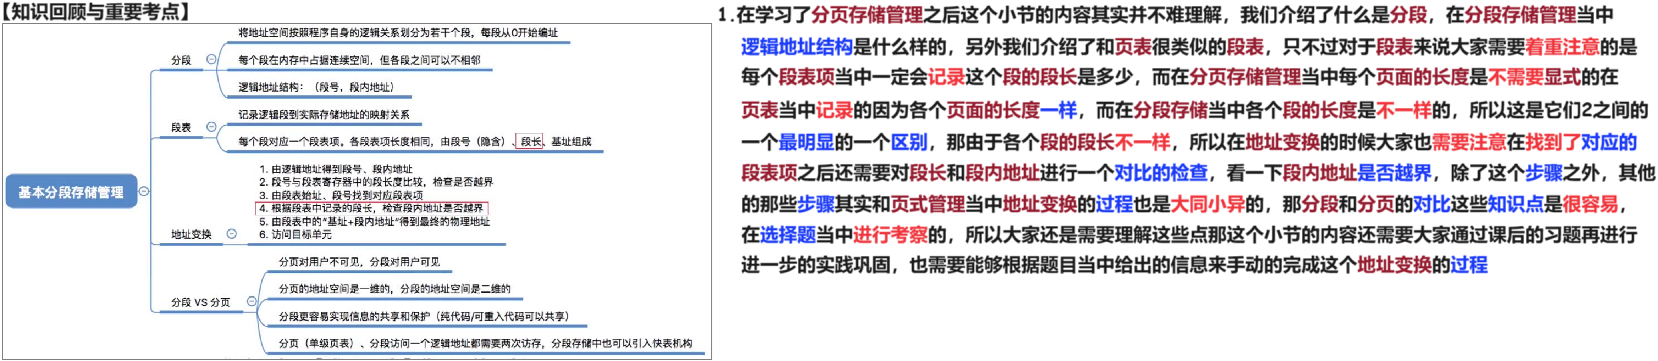 【知识回顾与重要考点】
基本分段存储管理
分段
将地址空间按照程序自身的逻辑关系划分为若干个段，每段从0开始编址
每个段在内存中占据连续空间，但各段之间可以不相邻
逻辑地址结构：（段号，段内地址）
段表
记录逻辑段到实际存储地址的映射关系
每个段对应一个段表项。各段表项长度相同，由段号（隐含）、段长、基址组成
地址变换
1. 由逻辑地址得到段号、段内地址
2. 段号与段表寄存器中的段长度比较，检查是否越界
3. 由段表始址、段号找到对应段表项
4. 根据段表中记录的段长，检查段内地址是否越界
5. 由段表中的“基址+段内地址”得到最终的物理地址
6. 访问目标单元
分段 VS 分页
分页对用户不可见，分段对用户可见
分页的地址空间是一维的，分段的地址空间是二维的
分段更容易实现信息的共享和保护（纯代码/可重入代码可以共享）
分页（单级页表）、分段访问一个逻辑地址都需要两次访存，分段存储中也可以引入快表机构
1.在学习了分页存储管理之后这个小节的内容其实并不难理解，我们介绍了什么是分段，在分段存储管理当中
逻辑地址结构是什么样的，另外我们介绍了和页表很类似的段表，只不过对于段表来说大家需要着重注意的是
每个段表项当中一定会记录这个段的段长是多少，而在分页存储管理当中每个页面的长度是不需要显式的在
页表当中记录的因为各个页面的长度一样，而在分段存储当中各个段的长度是不一样的，所以这是它们2之间的
一个最明显的一个区别，那由于各个段的段长不一样，所以在地址变换的时候大家也需要注意在找到了对应的
段表项之后还需要对段长和段内地址进行一个对比的检查，看一下段内地址是否越界，除了这个步骤之外，其他
的那些步骤其实和页式管理当中地址变换的过程也是大同小异的，那分段和分页的对比这些知识点是很容易，
在选择题当中进行考察的，所以大家还是需要理解这些点那这个小节的内容还需要大家通过课后的习题再进行
进一步的实践巩固，也需要能够根据题目当中给出的信息来手动的完成这个地址变换的过程